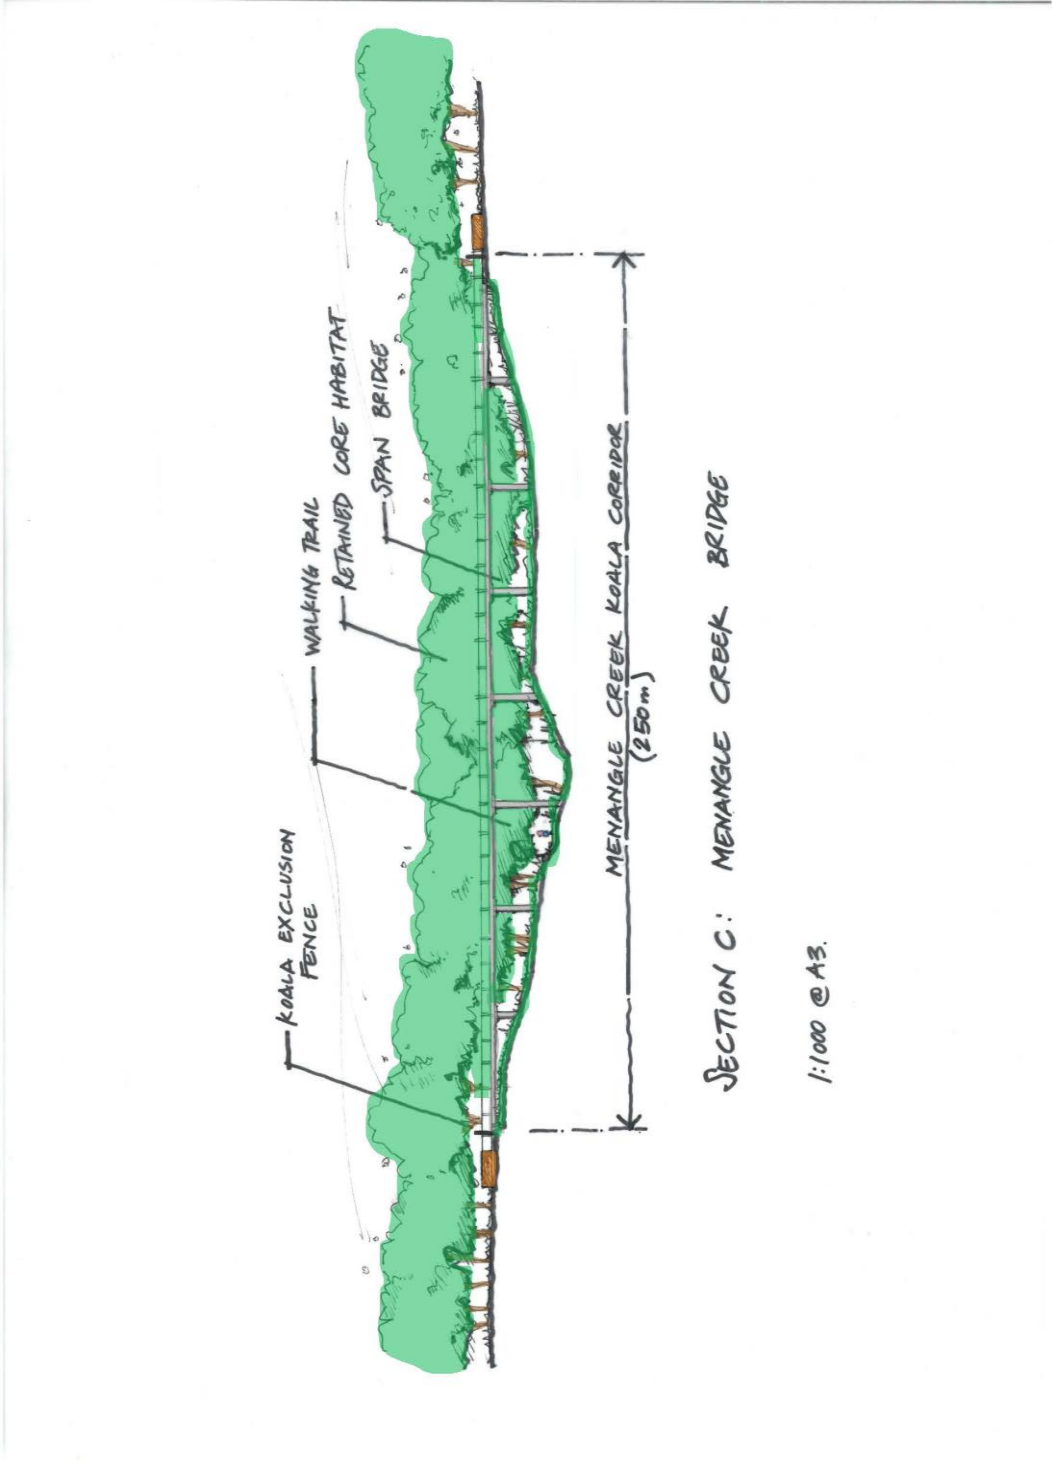 KOALA EXCLUSION
FENCE
WALKING TRAIL
RETAINED CORE HABITAT
SPAN BRIDGE
MENANGLE CREEK KOALA CORRIDOR
(250m)
SECTION C: MENANGLE CREEK BRIDGE
1:1000 @ A3.